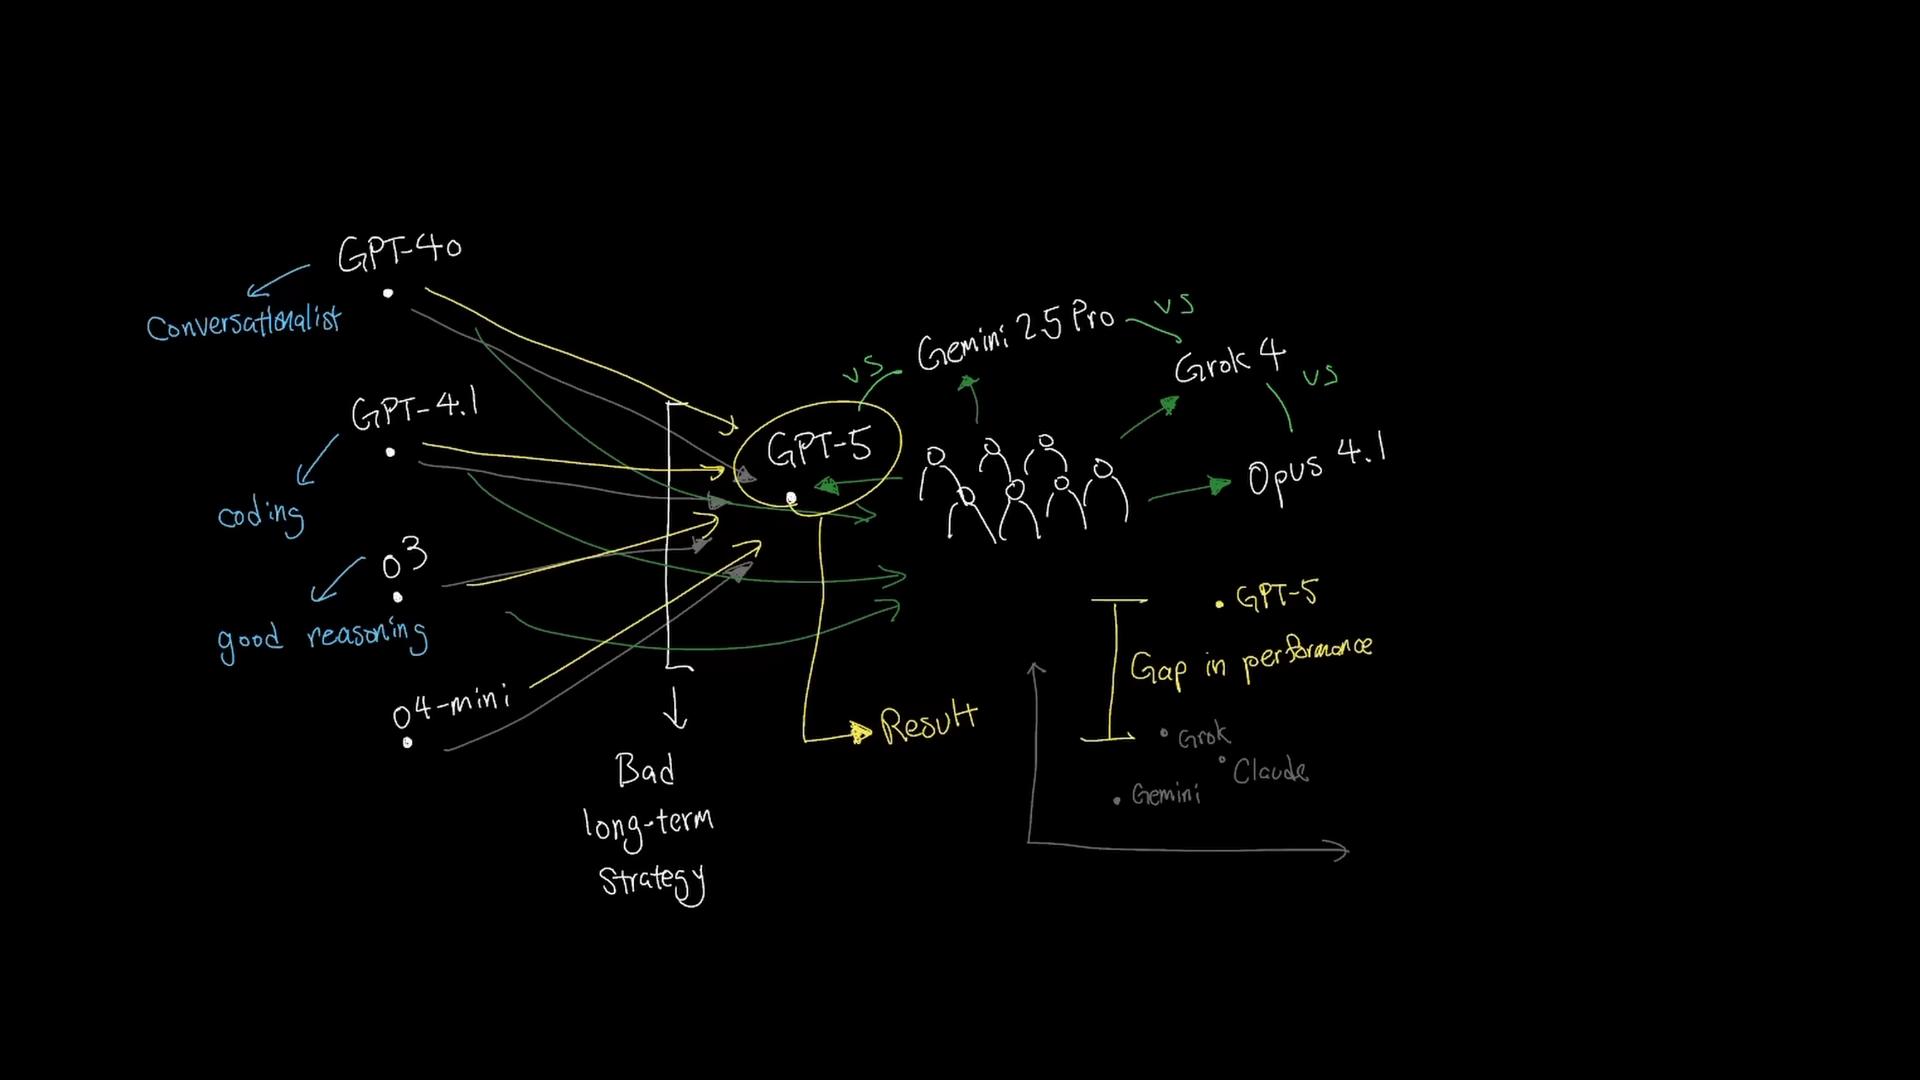 GPT-4o
Conversationalist
GPT-4.1
coding
o3
good reasoning
o4-mini
Bad
long-term
strategy
GPT-5
vs
Gemini 2.5 Pro
vs
Grok 4
vs
Opus 4.1
Result
GPT-5
Gap in performance
Grok
Claude
Gemini